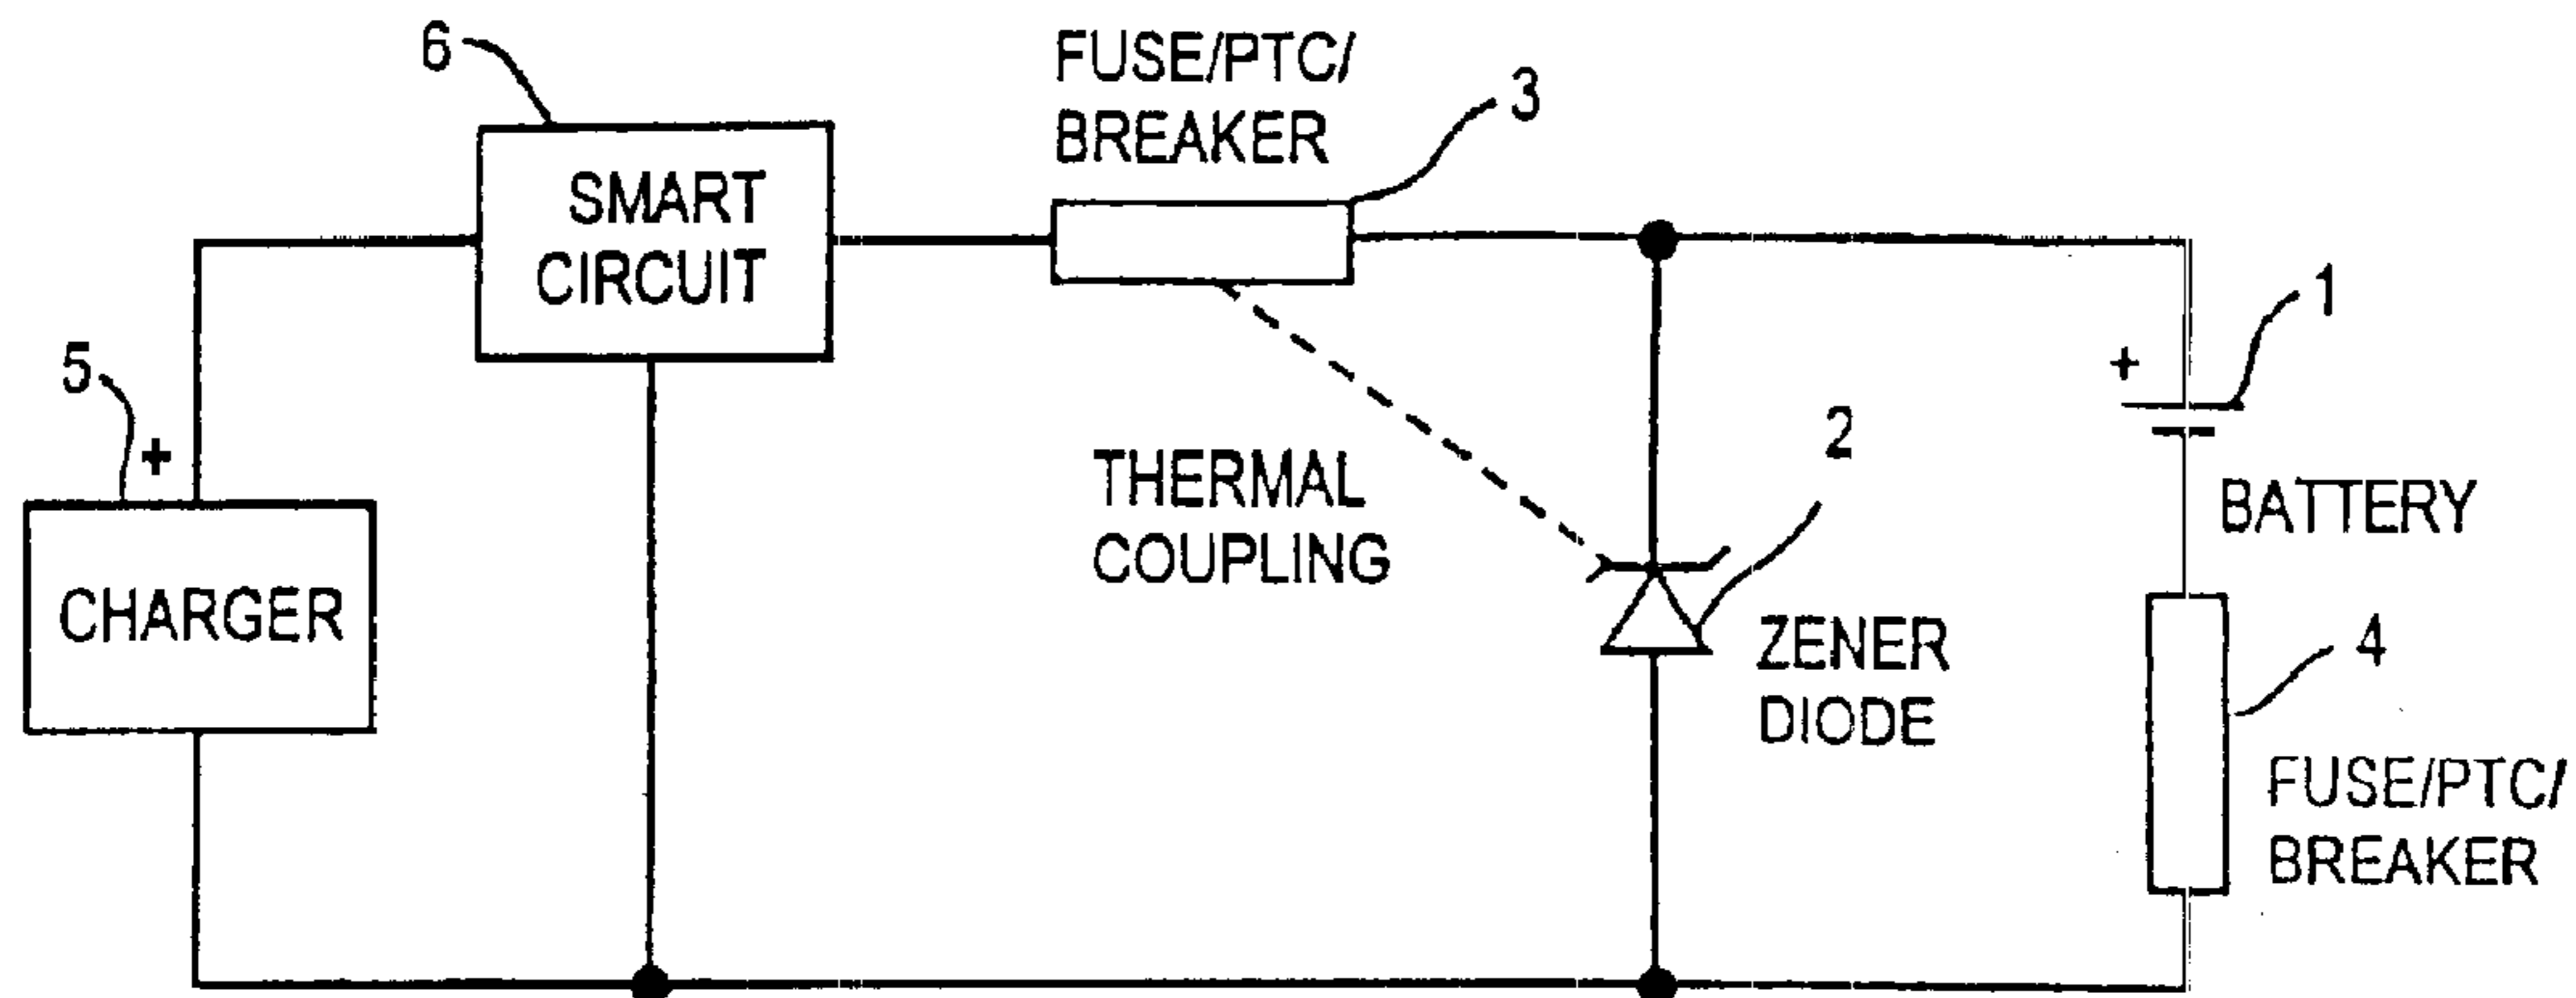 6
FUSE/PTC/
BREAKER
3
SMART
CIRCUIT
1
+
5
+
2
THERMAL
COUPLING
BATTERY
CHARGER
ZENER
DIODE
4
FUSE/PTC/
BREAKER